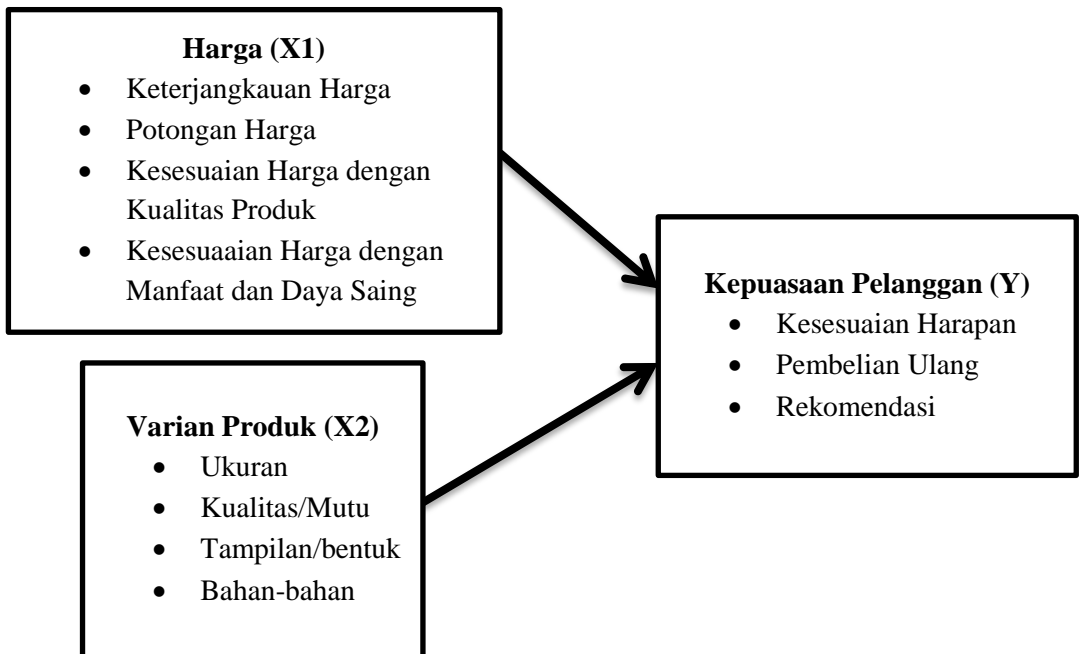 Harga (X1)
• Keterjangkauan Harga
• Potongan Harga
• Kesesuaian Harga dengan
Kualitas Produk
• Kesesuaaian Harga dengan
Manfaat dan Daya Saing
Kepuasaan Pelanggan (Y)
• Kesesuaian Harapan
• Pembelian Ulang
• Rekomendasi
Varian Produk (X2)
• Ukuran
• Kualitas/Mutu
• Tampilan/bentuk
• Bahan-bahan